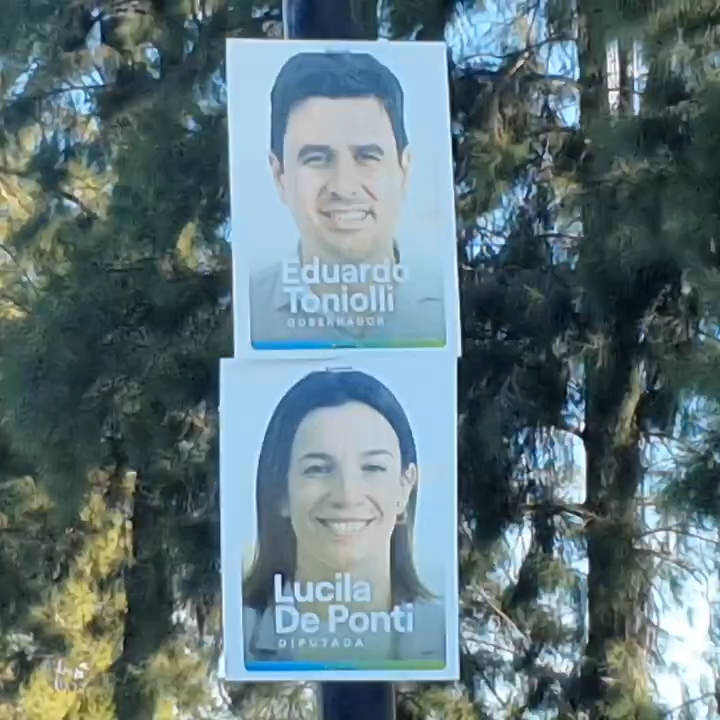 Eduardo
Toniolli
GOBERNADOR
Lucila
De Ponti
DIPUTADA